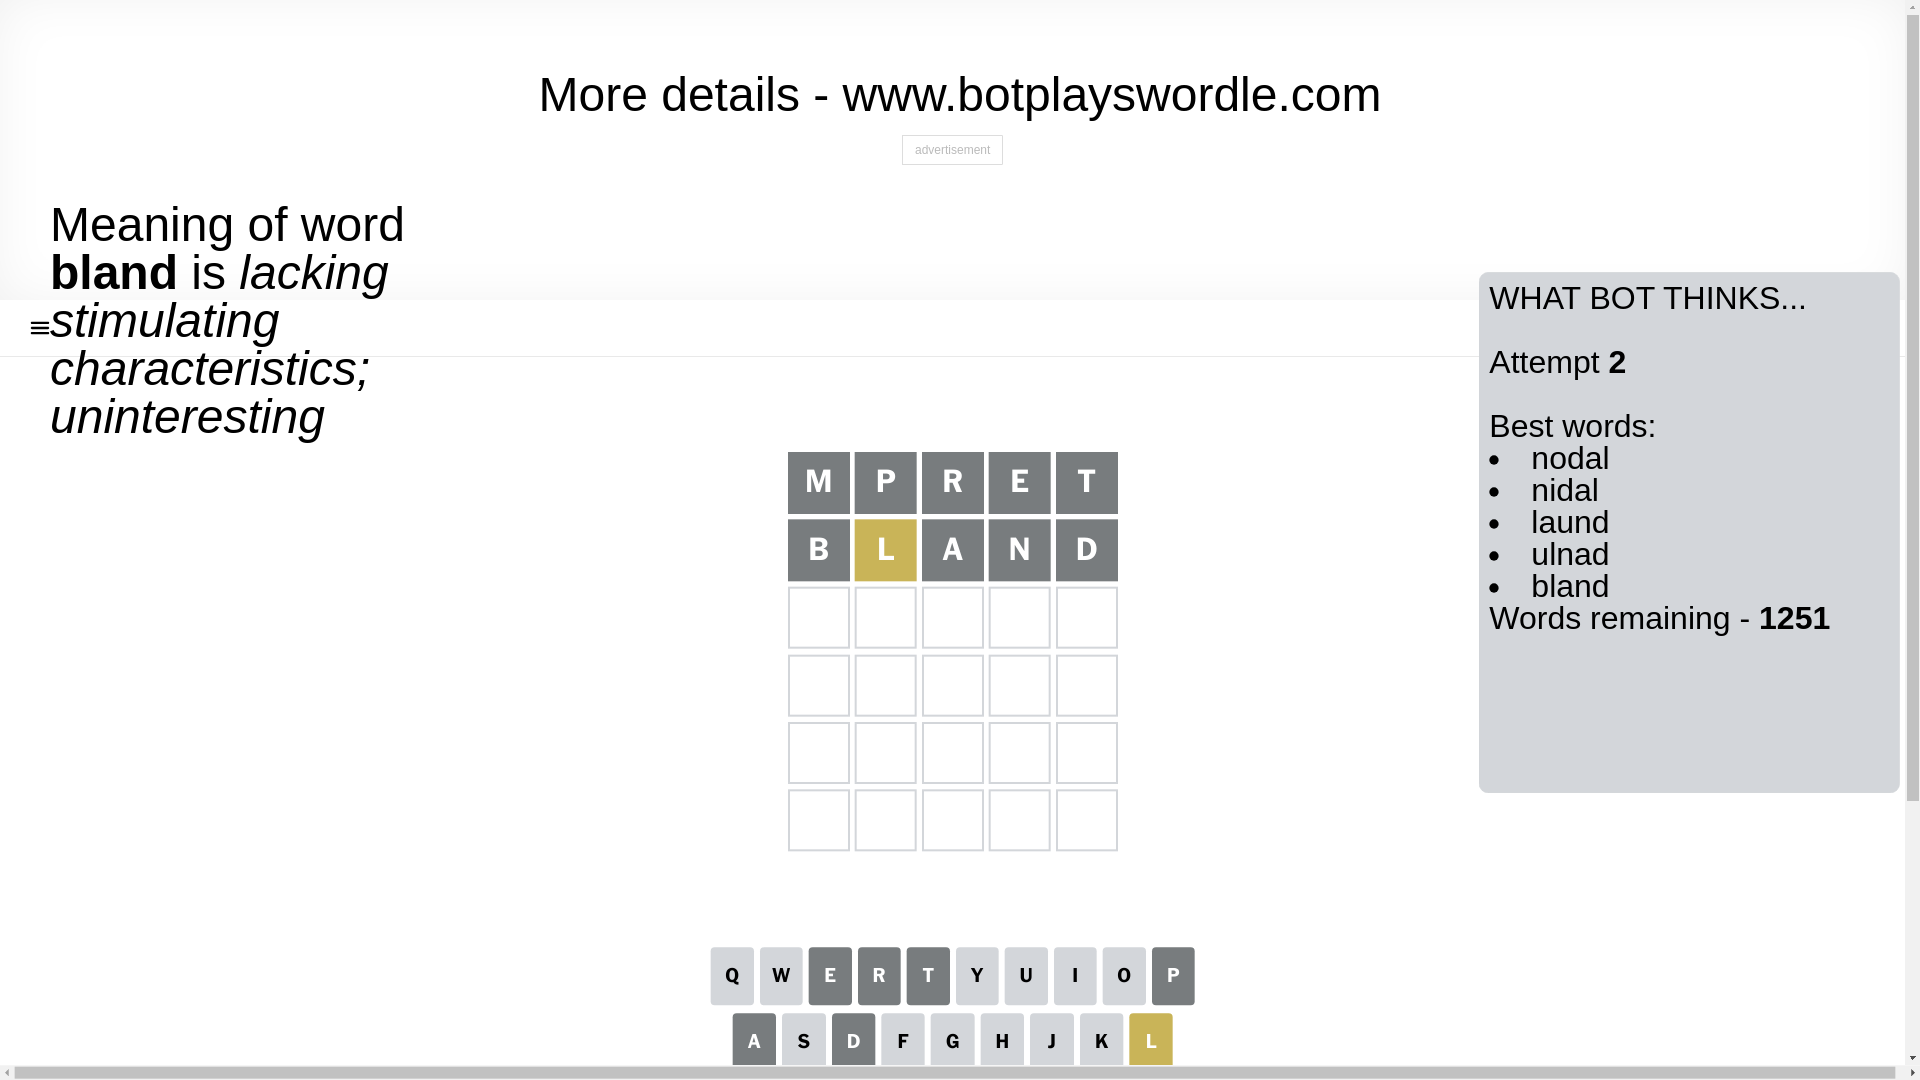 More details - www.botplayswordle.com
advertisement
Meaning of word
bland is lacking
stimulating
characteristics;
uninteresting
WHAT BOT THINKS...
Attempt 2
Best words:
nodal
nidal
laund
ulnad
bland
Words remaining - 1251
M P R E T
B L A N D
Q W E R T Y U I O P
A S D F G H J K L